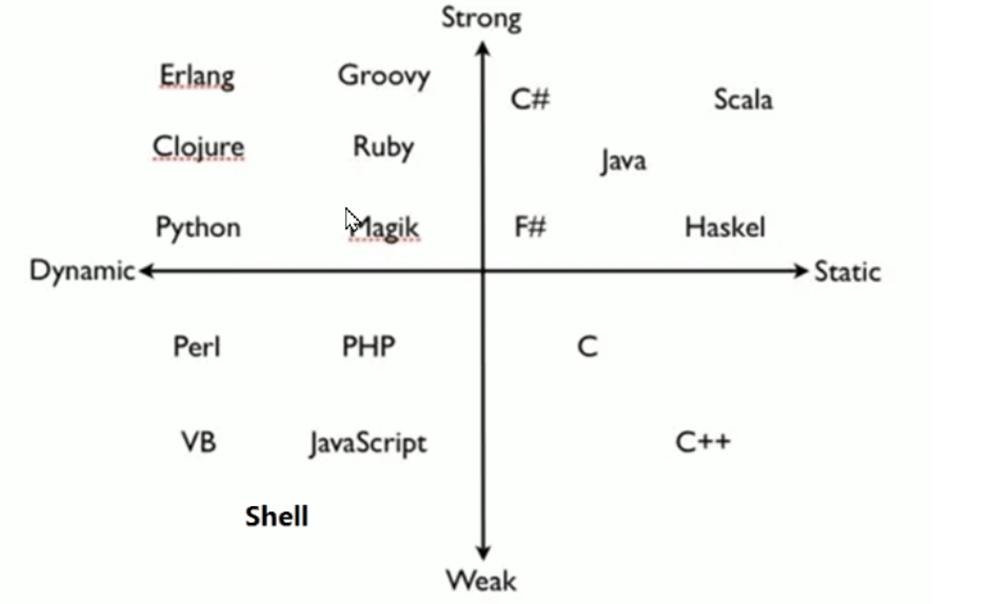 Strong
Erlang
Groovy
C#
Scala
Clojure
Ruby
Java
Python
Magik
F#
Haskel
Dynamic
Static
Perl
PHP
C
VB
JavaScript
C++
Shell
Weak